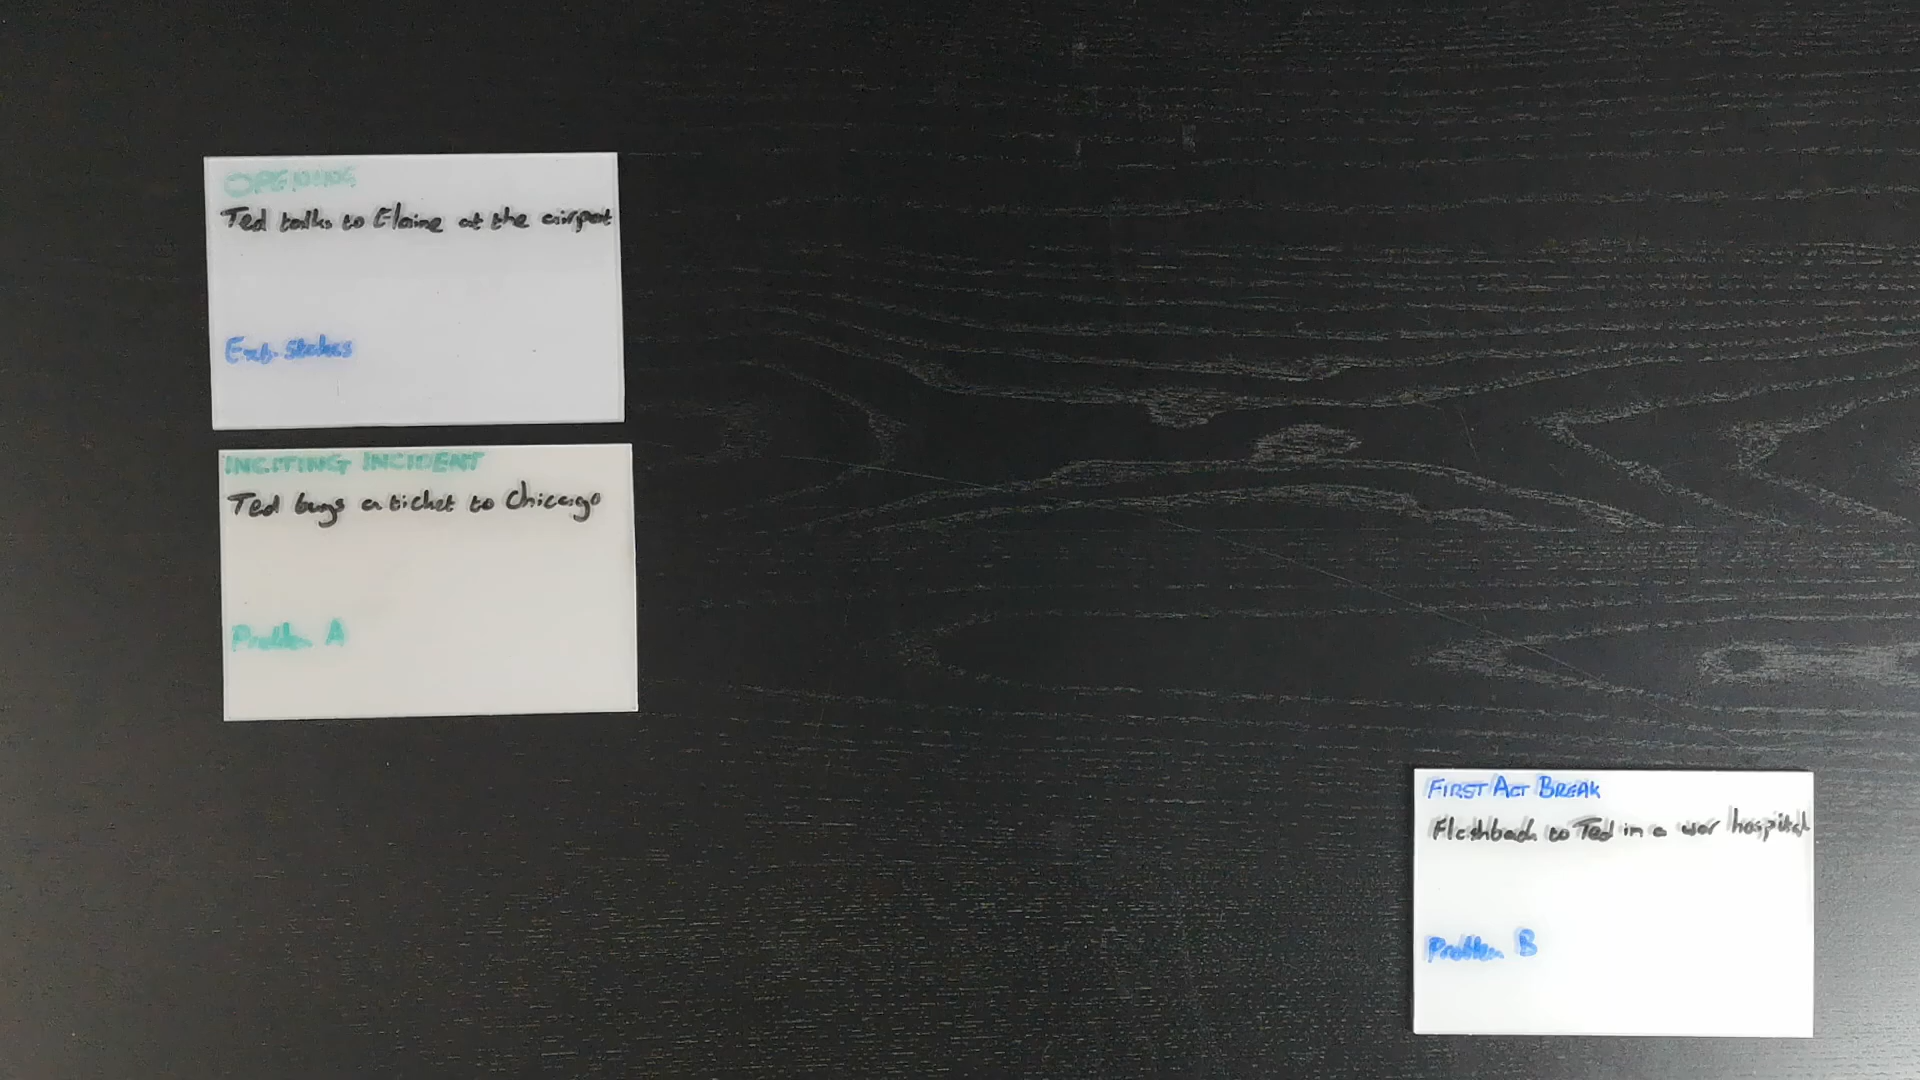 OPENING
Ted talks to Elaine at the airport
Ext. Stakes
INCITING INCIDENT
Ted buys a ticket to Chicago
Problem A
FIRST ACT BREAK
Flashback to Ted in a war hospital
Problem B